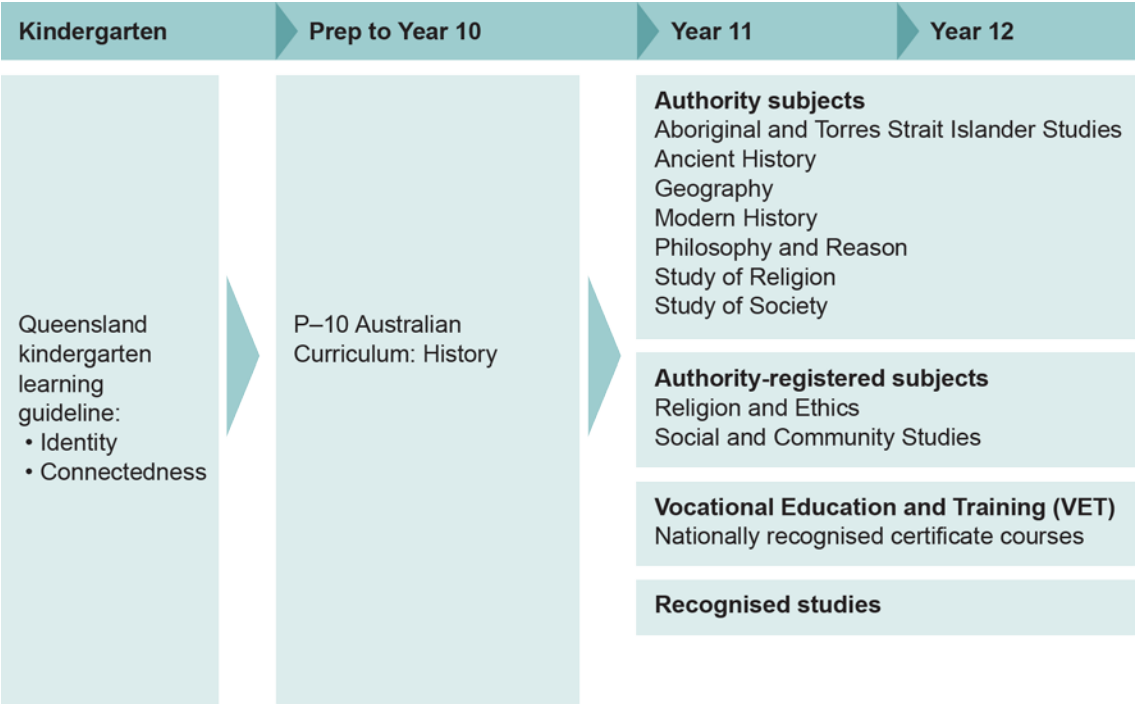 Kindergarten
Prep to Year 10
Year 11
Year 12
Queensland
kindergarten
learning
guideline:
• Identity
• Connectedness
P–10 Australian
Curriculum: History
Authority subjects
Aboriginal and Torres Strait Islander Studies
Ancient History
Geography
Modern History
Philosophy and Reason
Study of Religion
Study of Society
Authority-registered subjects
Religion and Ethics
Social and Community Studies
Vocational Education and Training (VET)
Nationally recognised certificate courses
Recognised studies